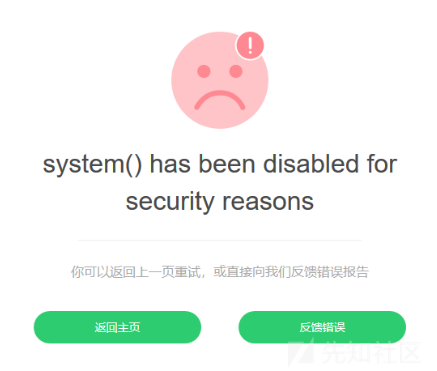 system() has been disabled for
security reasons
你可以返回上一页重试，或直接向我们反馈错误报告
返回主页
反馈错误
先知社区